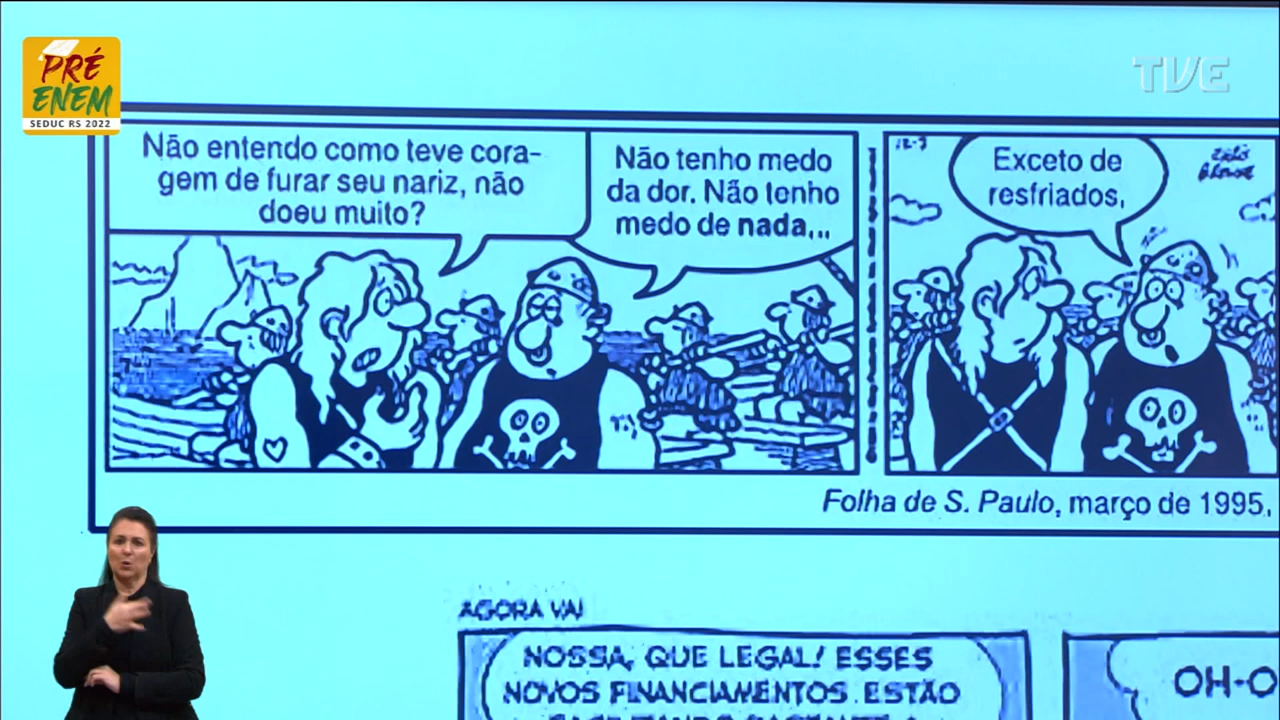 PRÉ
ENEM
SEDUC RS 2022
TVE
Não entendo como teve cora-
gem de furar seu nariz, não
doeu muito?
Não tenho medo
da dor. Não tenho
medo de nada...
Exceto de
resfriados.
12-3
Folha de S. Paulo, março de 1995.
AGORA VAI
NOSSA, QUE LEGAL! ESSES
NOVOS FINANCIAMENTOS ESTÃO
OH-O